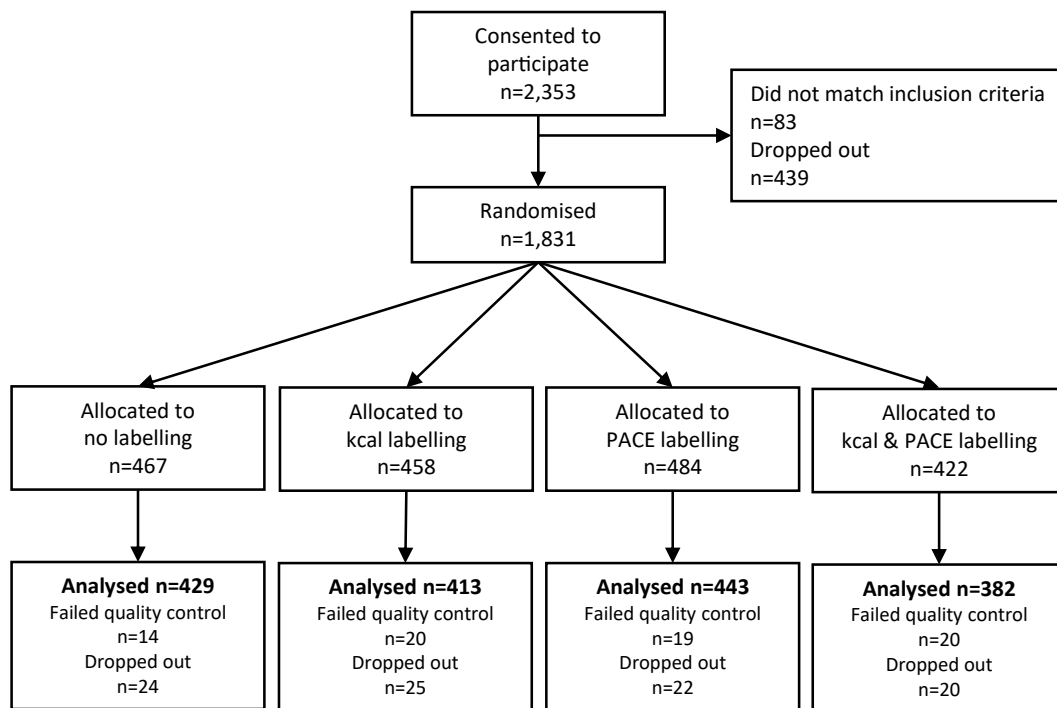 Consented to
participate
n=2,353
Did not match inclusion criteria
n=83
Dropped out
n=439
Randomised
n=1,831
Allocated to
no labelling
n=467
Allocated to
kcal labelling
n=458
Allocated to
PACE labelling
n=484
Allocated to
kcal & PACE labelling
n=422
Analysed n=429
Failed quality control
n=14
Dropped out
n=24
Analysed n=413
Failed quality control
n=20
Dropped out
n=25
Analysed n=443
Failed quality control
n=19
Dropped out
n=22
Analysed n=382
Failed quality control
n=20
Dropped out
n=20